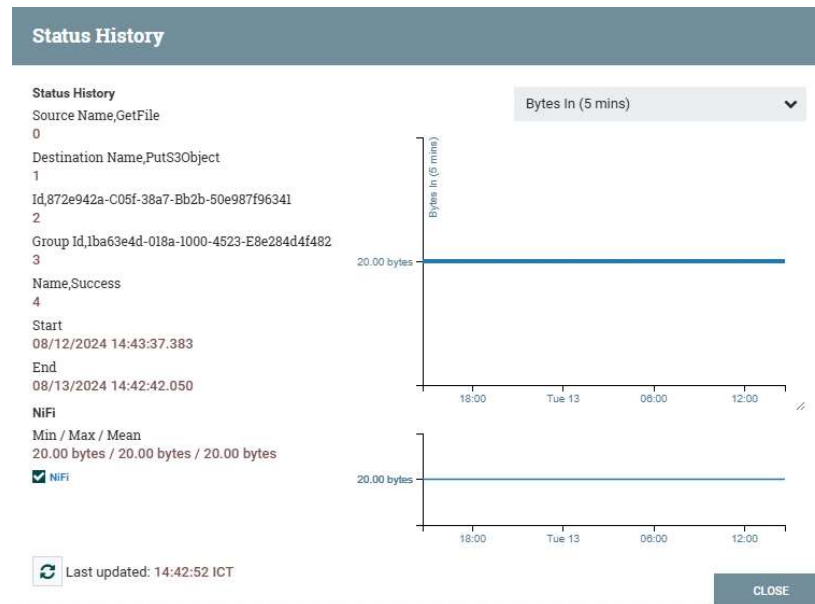 Status History
Status History
Source Name,GetFile
0
Destination Name,PutS3Object
1
Id,872e942a-C05f-38a7-Bb2b-50e987f96341
2
Group Id,1ba63e4d-018a-1000-4523-E8e284d4f482
3
Name,Success
4
Start
08/12/2024 14:43:37.383
End
08/13/2024 14:42:42.050
NiFi
Min / Max / Mean
20.00 bytes / 20.00 bytes / 20.00 bytes
NiFi
Last updated: 14:42:52 ICT
Bytes In (5 mins)
Bytes In (5 mins)
20.00 bytes
18:00 Tue 13 06:00 12:00
20.00 bytes
18:00 Tue 13 06:00 12:00
CLOSE